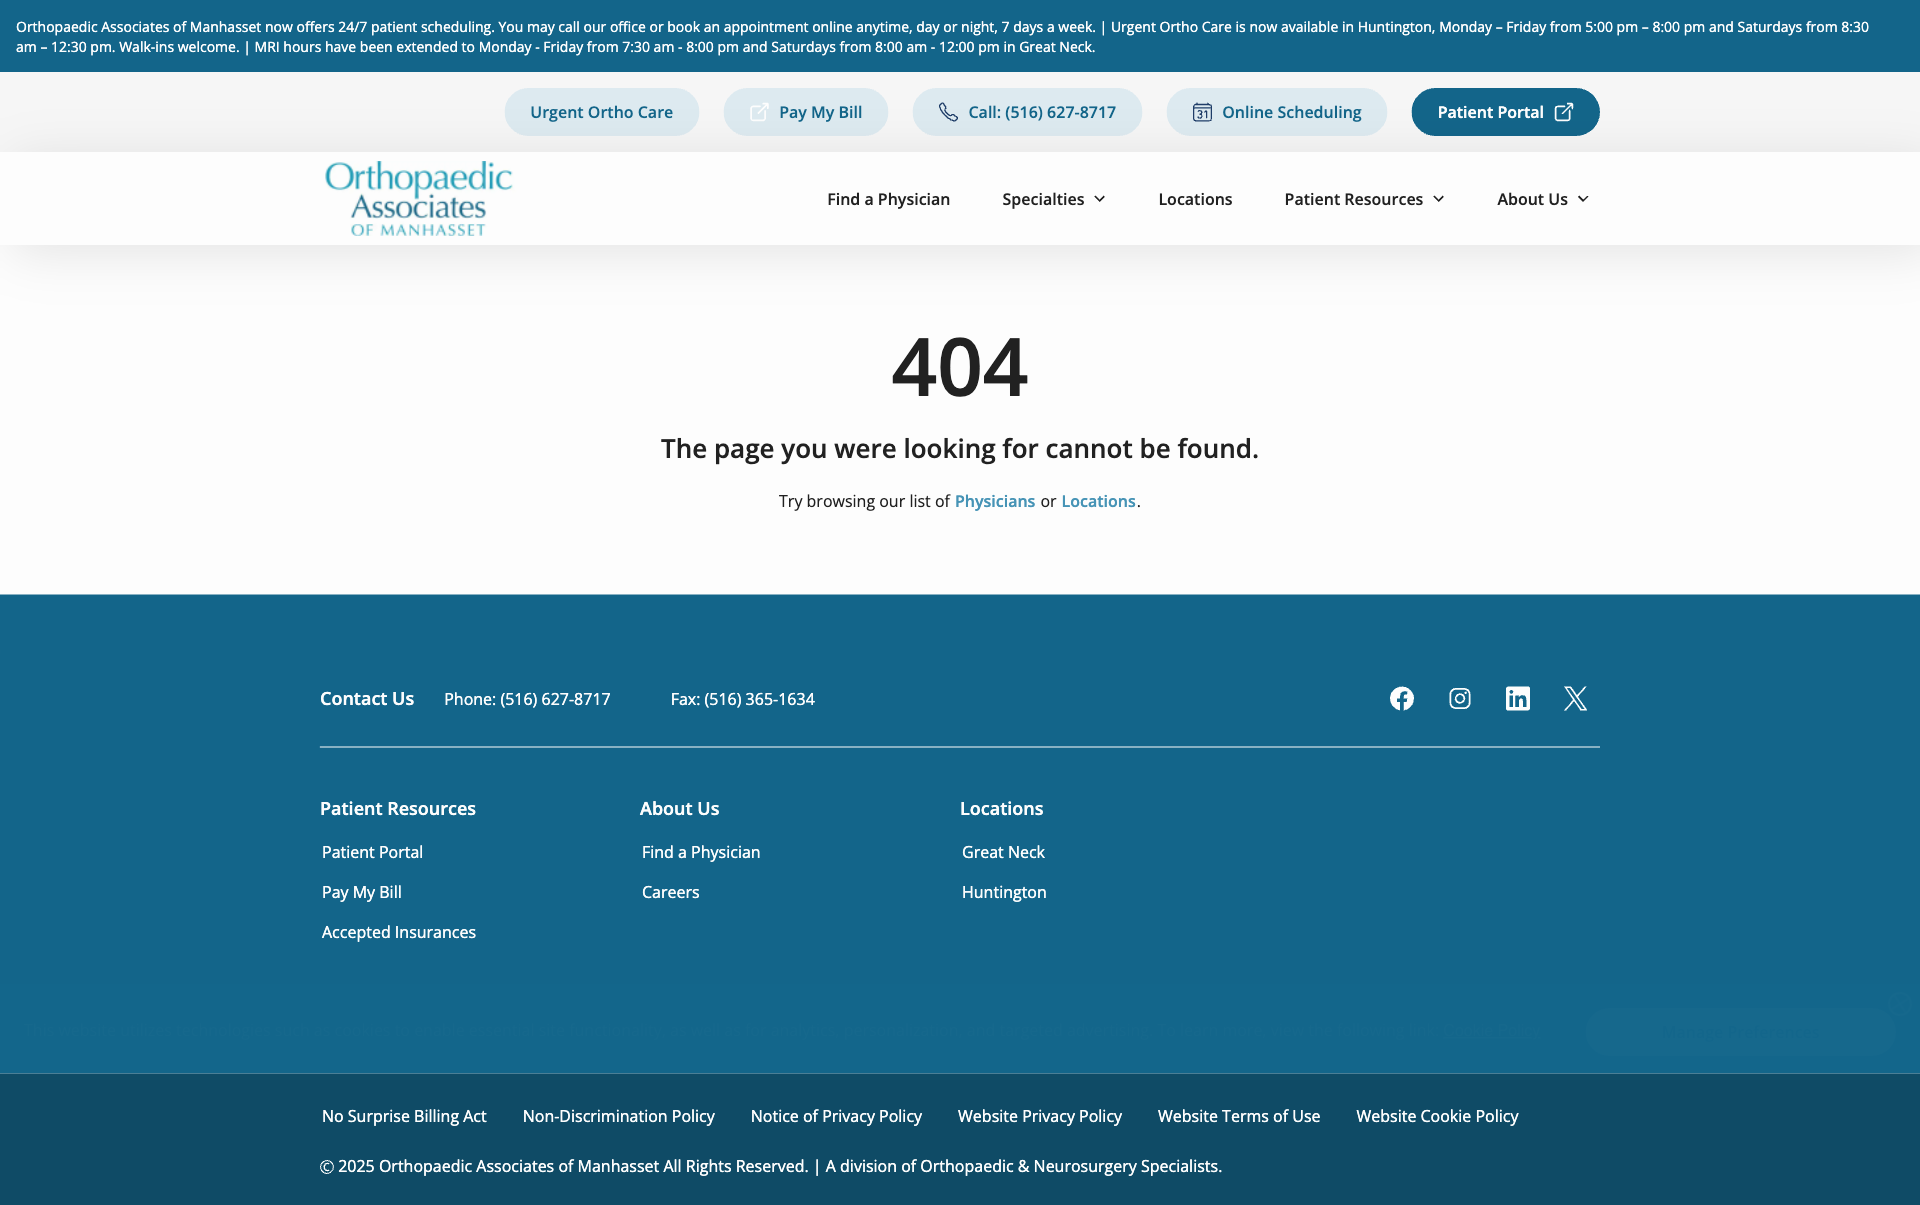 Orthopaedic Associates of Manhasset now offers 24/7 patient scheduling. You may call our office or book an appointment online anytime, day or night, 7 days a week. | Urgent Ortho Care is now available in Huntington, Monday – Friday from 5:00 pm – 8:00 pm and Saturdays from 8:30
am – 12:30 pm. Walk-ins welcome. | MRI hours have been extended to Monday - Friday from 7:30 am - 8:00 pm and Saturdays from 8:00 am - 12:00 pm in Great Neck.
Urgent Ortho Care
Pay My Bill
Call: (516) 627-8717
31
Online Scheduling
Patient Portal
Orthopaedic
Associates
OF MANHASSET
Find a Physician
Specialties
Locations
Patient Resources
About Us
404
The page you were looking for cannot be found.
Try browsing our list of Physicians or Locations.
Contact Us
Phone: (516) 627-8717
Fax: (516) 365-1634
Patient Resources
Patient Portal
Pay My Bill
Accepted Insurances
About Us
Find a Physician
Careers
Locations
Great Neck
Huntington
No Surprise Billing Act
Non-Discrimination Policy
Notice of Privacy Policy
Website Privacy Policy
Website Terms of Use
Website Cookie Policy
© 2025 Orthopaedic Associates of Manhasset All Rights Reserved. | A division of Orthopaedic & Neurosurgery Specialists.